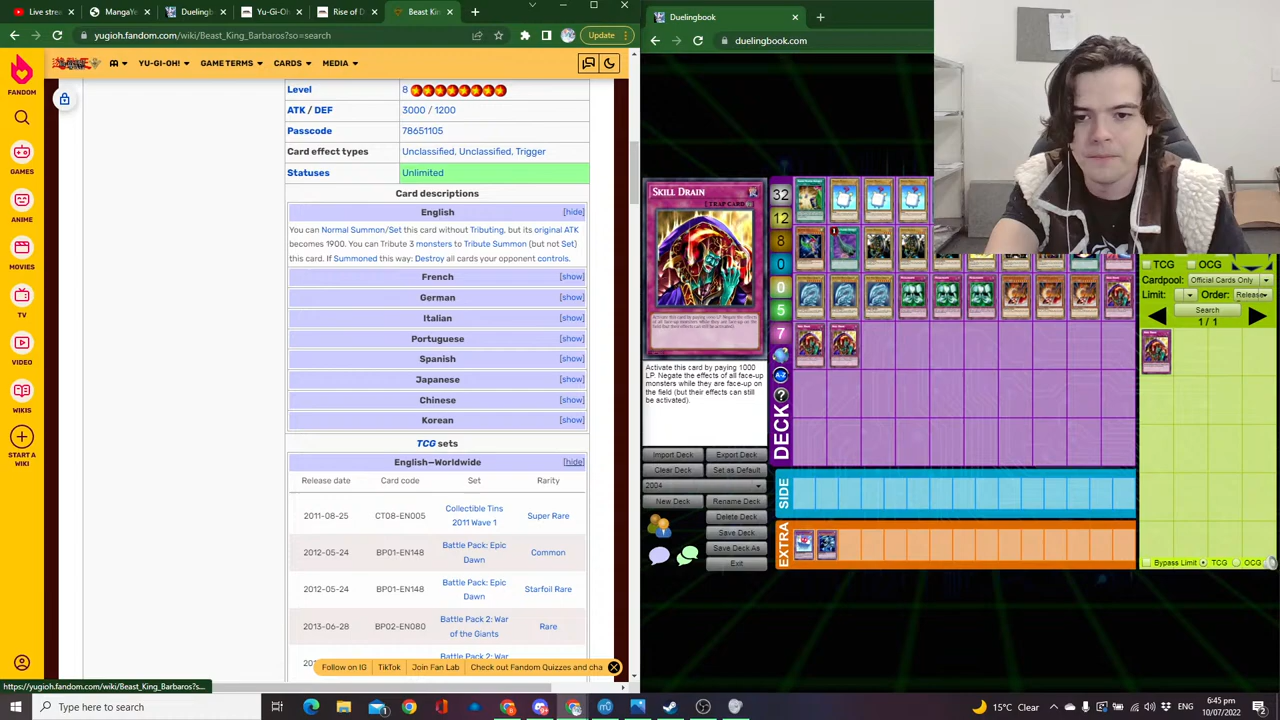 Live stre
Dueling b
MangaYe
Yu-Gi-Oh
Rise of D
Beast Kin
Duelingbook
yugioh.fandom.com/wiki/Beast_King_Barbaros?so=search
Update
duelingbook.com
FANDOM
YU-GI-OH!
GAME TERMS
CARDS
MEDIA
GAMES
ANIME
MOVIES
TV
VIDEO
WIKIS
START A
WIKI
Level 8
ATK / DEF 3000 / 1200
Passcode 78651105
Card effect types Unclassified, Unclassified, Trigger
Statuses Unlimited
Card descriptions
English [hide]
You can Normal Summon/Set this card without Tributing, but its original ATK
becomes 1900. You can Tribute 3 monsters to Tribute Summon (but not Set)
this card. If Summoned this way: Destroy all cards your opponent controls.
French [show]
German [show]
Italian [show]
Portuguese [show]
Spanish [show]
Japanese [show]
Chinese [show]
Korean [show]
TCG sets
English—Worldwide [hide]
Release date Card code Set Rarity
2011-08-25 CT08-EN005 Collectible Tins
2011 Wave 1 Super Rare
2012-05-24 BP01-EN148 Battle Pack: Epic
Dawn Common
2012-05-24 BP01-EN148 Battle Pack: Epic
Dawn Starfoil Rare
2013-06-28 BP02-EN080 Battle Pack 2: War
of the Giants Rare
Battle Pack 2: War
Follow on IG TikTok Join Fan Lab Check out Fandom Quizzes and cha
https://yugioh.fandom.com/wiki/Beast_King_Barbaros?s...
SKILL DRAIN
[ TRAP CARD ]
Activate this card by paying 1000
LP. Negate the effects of all face-up
monsters while they are face-up on
the field (but their effects can still
be activated).
Import Deck Export Deck
Clear Deck Set as Default
2004
New Deck Rename Deck
Delete Deck
Save Deck
Save Deck As
Exit
32
12
8
0
0
5
7
A-Z
?
DECK
SIDE
EXTRA
TCG OCG
Cardpool: Official Cards Only
Limit: Order: Release
Search
1 / 1
Bypass Limit TCG OCG
Type here to search
15°C Clear
ENG
6:45 pm
10/07/2022